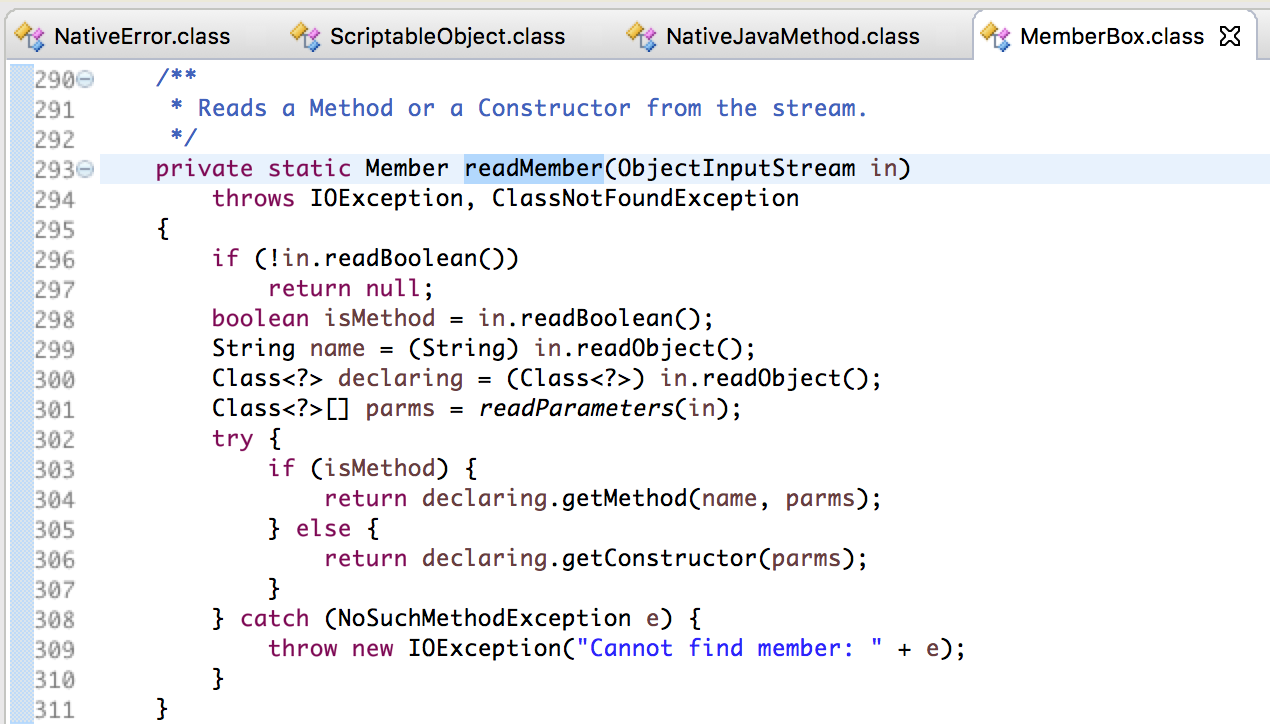 NativeError.class ScriptableObject.class NativeJavaMethod.class MemberBox.class
290 /**
291 * Reads a Method or a Constructor from the stream.
292 */
293 private static Member readMember(ObjectInputStream in)
294 throws IOException, ClassNotFoundException
295 {
296 if (!in.readBoolean())
297 return null;
298 boolean isMethod = in.readBoolean();
299 String name = (String) in.readObject();
300 Class<?> declaring = (Class<?>) in.readObject();
301 Class<?>[] parms = readParameters(in);
302 try {
303 if (isMethod) {
304 return declaring.getMethod(name, parms);
305 } else {
306 return declaring.getConstructor(parms);
307 }
308 } catch (NoSuchMethodException e) {
309 throw new IOException("Cannot find member: " + e);
310 }
311 }